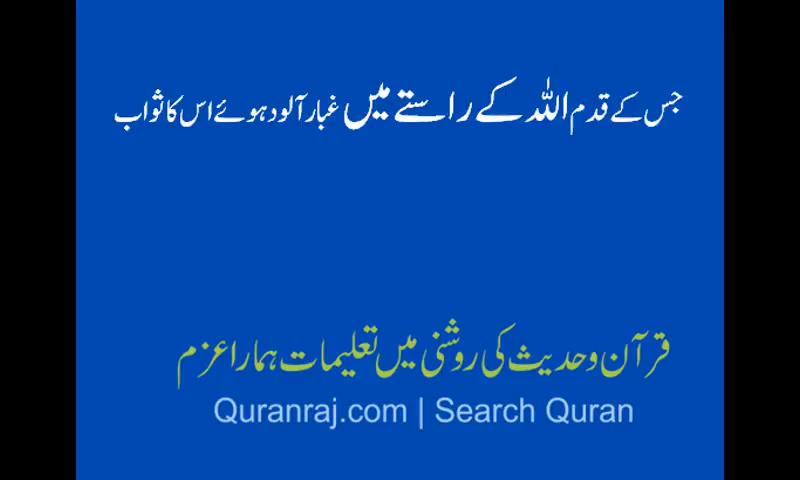 جس کے قدم اللہ کے راستے میں غبار آلود ہوئے اس کا ثواب
قرآن و حدیث کی روشنی میں تعلیمات ہمارا عزم
Quranraj.com | Search Quran